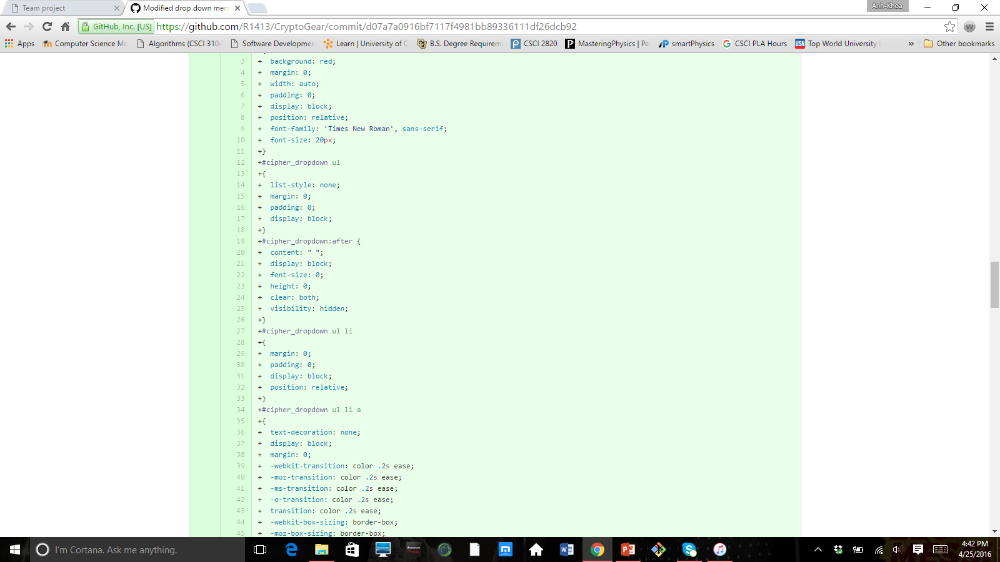 Team project
Modified drop down men
Anh-Khoa
GitHub, Inc. [US] https://github.com/R1413/CryptoGear/commit/d07a7a0916bf7117f4981bb89336111df26dcb92
Apps Computer Science Mc Algorithms (CSCI 3104 Software Developmen Learn | University of C B.S. Degree Requirem CSCI 2820 MasteringPhysics | Pe smartPhysics CSCI PLA Hours Top World University » Other bookmarks
3 + background: red;
4 + margin: 0;
5 + width: auto;
6 + padding: 0;
7 + display: block;
8 + position: relative;
9 + font-family: 'Times New Roman', sans-serif;
10 + font-size: 20px;
11 +}
12 +#cipher_dropdown ul
13 +{
14 + list-style: none;
15 + margin: 0;
16 + padding: 0;
17 + display: block;
18 +}
19 +#cipher_dropdown:after {
20 + content: " ";
21 + display: block;
22 + font-size: 0;
23 + height: 0;
24 + clear: both;
25 + visibility: hidden;
26 +}
27 +#cipher_dropdown ul li
28 +{
29 + margin: 0;
30 + padding: 0;
31 + display: block;
32 + position: relative;
33 +}
34 +#cipher_dropdown ul li a
35 +{
36 + text-decoration: none;
37 + display: block;
38 + margin: 0;
39 + -webkit-transition: color .2s ease;
40 + -moz-transition: color .2s ease;
41 + -ms-transition: color .2s ease;
42 + -o-transition: color .2s ease;
43 + transition: color .2s ease;
44 + -webkit-box-sizing: border-box;
45 + -moz-box-sizing: border-box;
I'm Cortana. Ask me anything.
4:42 PM
4/25/2016